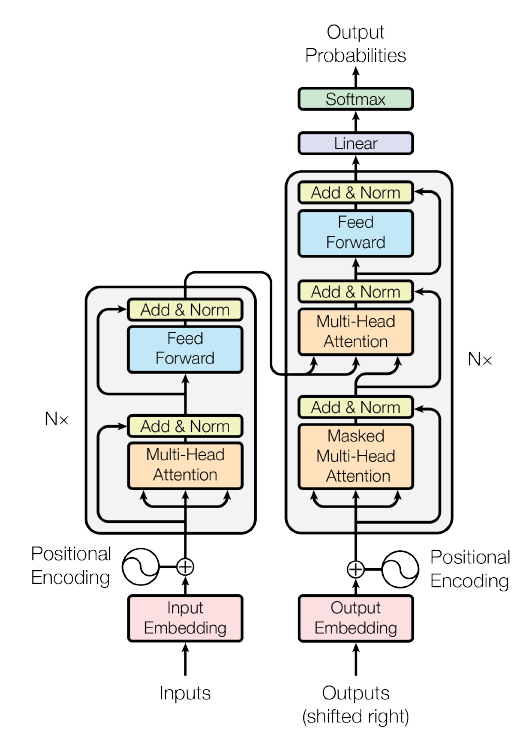 Output
Probabilities
Softmax
Linear
Add & Norm
Feed
Forward
Add & Norm
Multi-Head
Attention
Add & Norm
Masked
Multi-Head
Attention
N×
Add & Norm
Feed
Forward
Add & Norm
Multi-Head
Attention
N×
Positional
Encoding
Positional
Encoding
Input
Embedding
Output
Embedding
Inputs
Outputs
(shifted right)